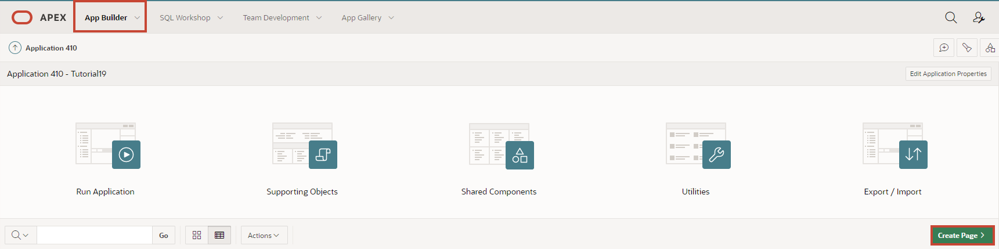 APEX App Builder SQL Workshop Team Development App Gallery
Application 410
Application 410 - Tutorial19 Edit Application Properties
Run Application Supporting Objects Shared Components Utilities Export / Import
Go Actions Create Page